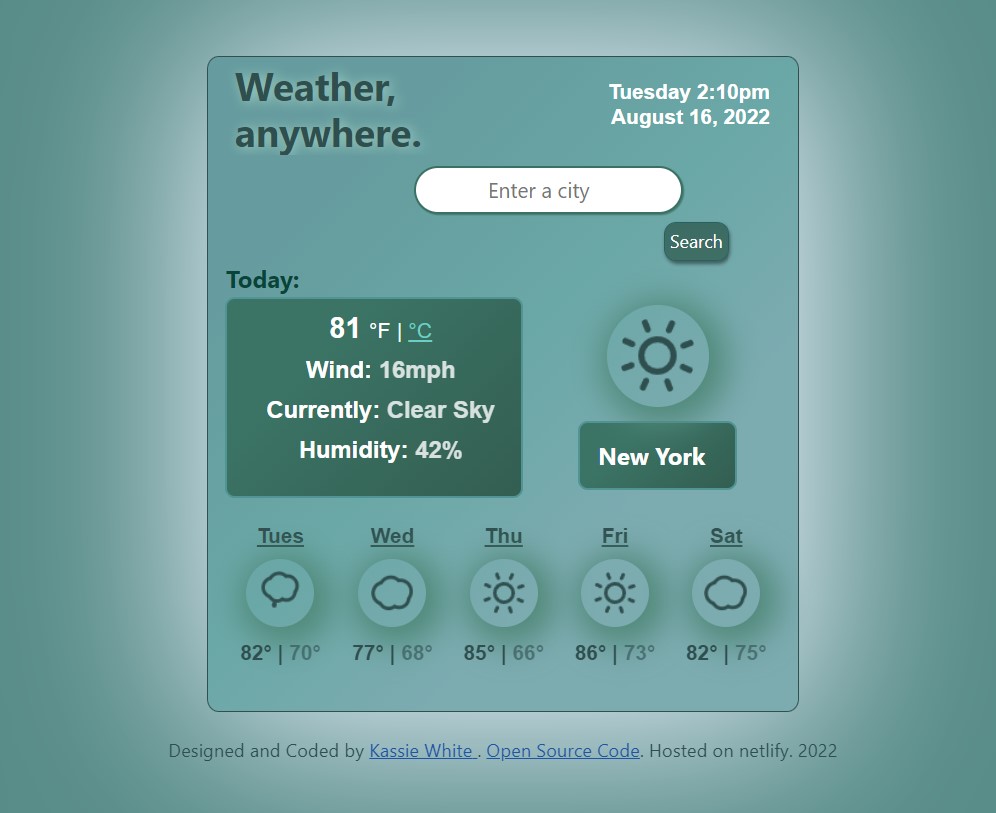 Weather,
anywhere.
Tuesday 2:10pm
August 16, 2022
Enter a city
Search
Today:
81 °F | °C
Wind: 16mph
Currently: Clear Sky
Humidity: 42%
New York
Tues Wed Thu Fri Sat
82° | 70° 77° | 68° 85° | 66° 86° | 73° 82° | 75°
Designed and Coded by Kassie White . Open Source Code. Hosted on netlify. 2022